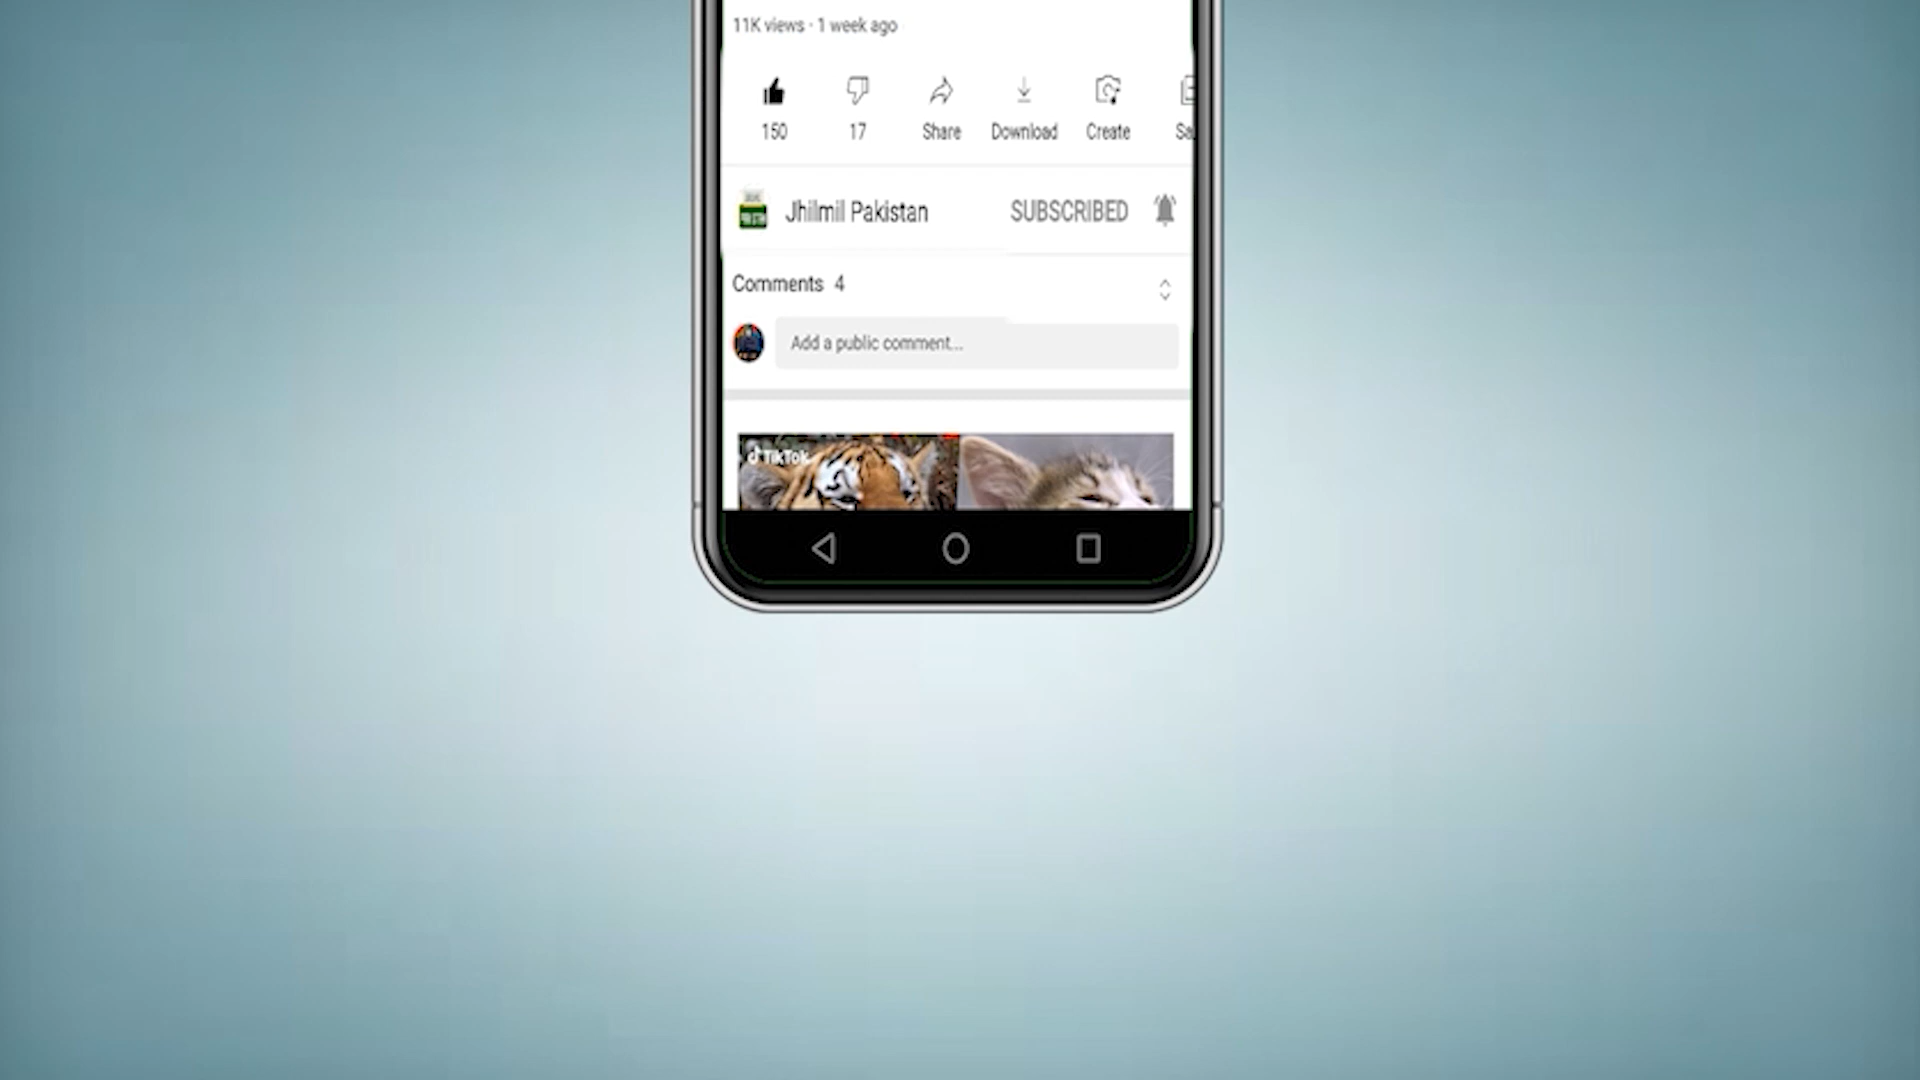 11K views · 1 week ago
150 17 Share Download Create Sa
Jhilmil Pakistan SUBSCRIBED
Comments 4
Add a public comment...
TikTok